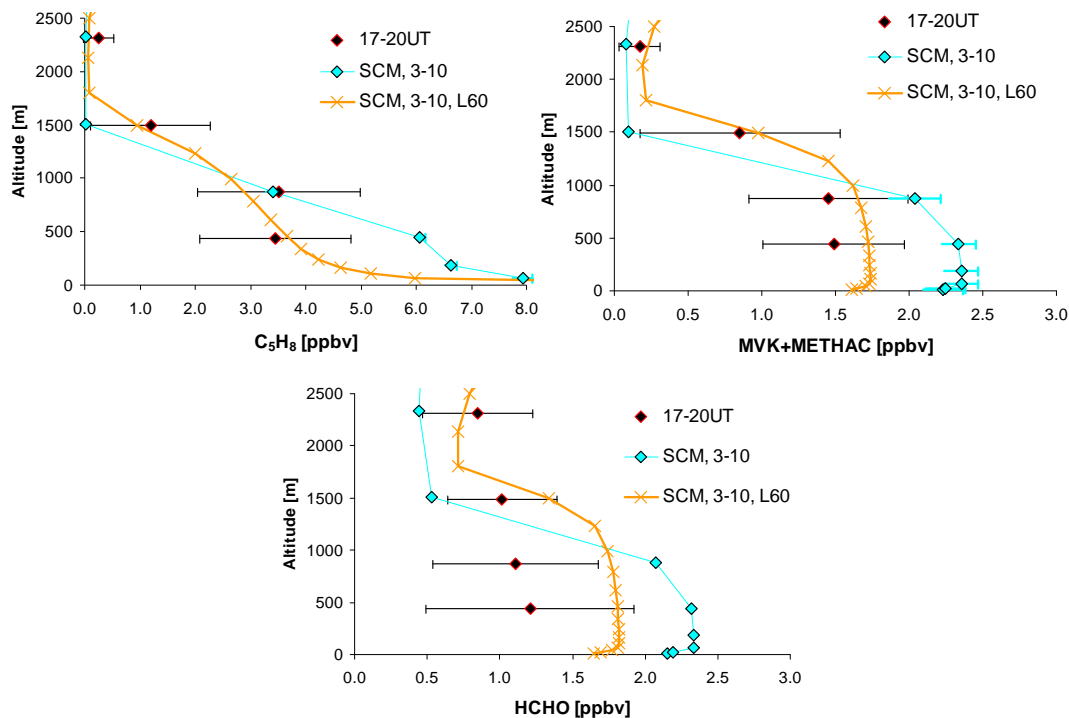 2500
2000
1500
1000
500
0
Altitude [m]
0.0 1.0 2.0 3.0 4.0 5.0 6.0 7.0 8.0
C₅H₈ [ppbv]
17-20UT
SCM, 3-10
SCM, 3-10, L60
2500
2000
1500
1000
500
0
Altitude [m]
0.0 0.5 1.0 1.5 2.0 2.5 3.0
MVK+METHAC [ppbv]
17-20UT
SCM, 3-10
SCM, 3-10, L60
2500
2000
1500
1000
500
0
Altitude [m]
0.0 0.5 1.0 1.5 2.0 2.5 3.0
HCHO [ppbv]
17-20UT
SCM, 3-10
SCM, 3-10, L60